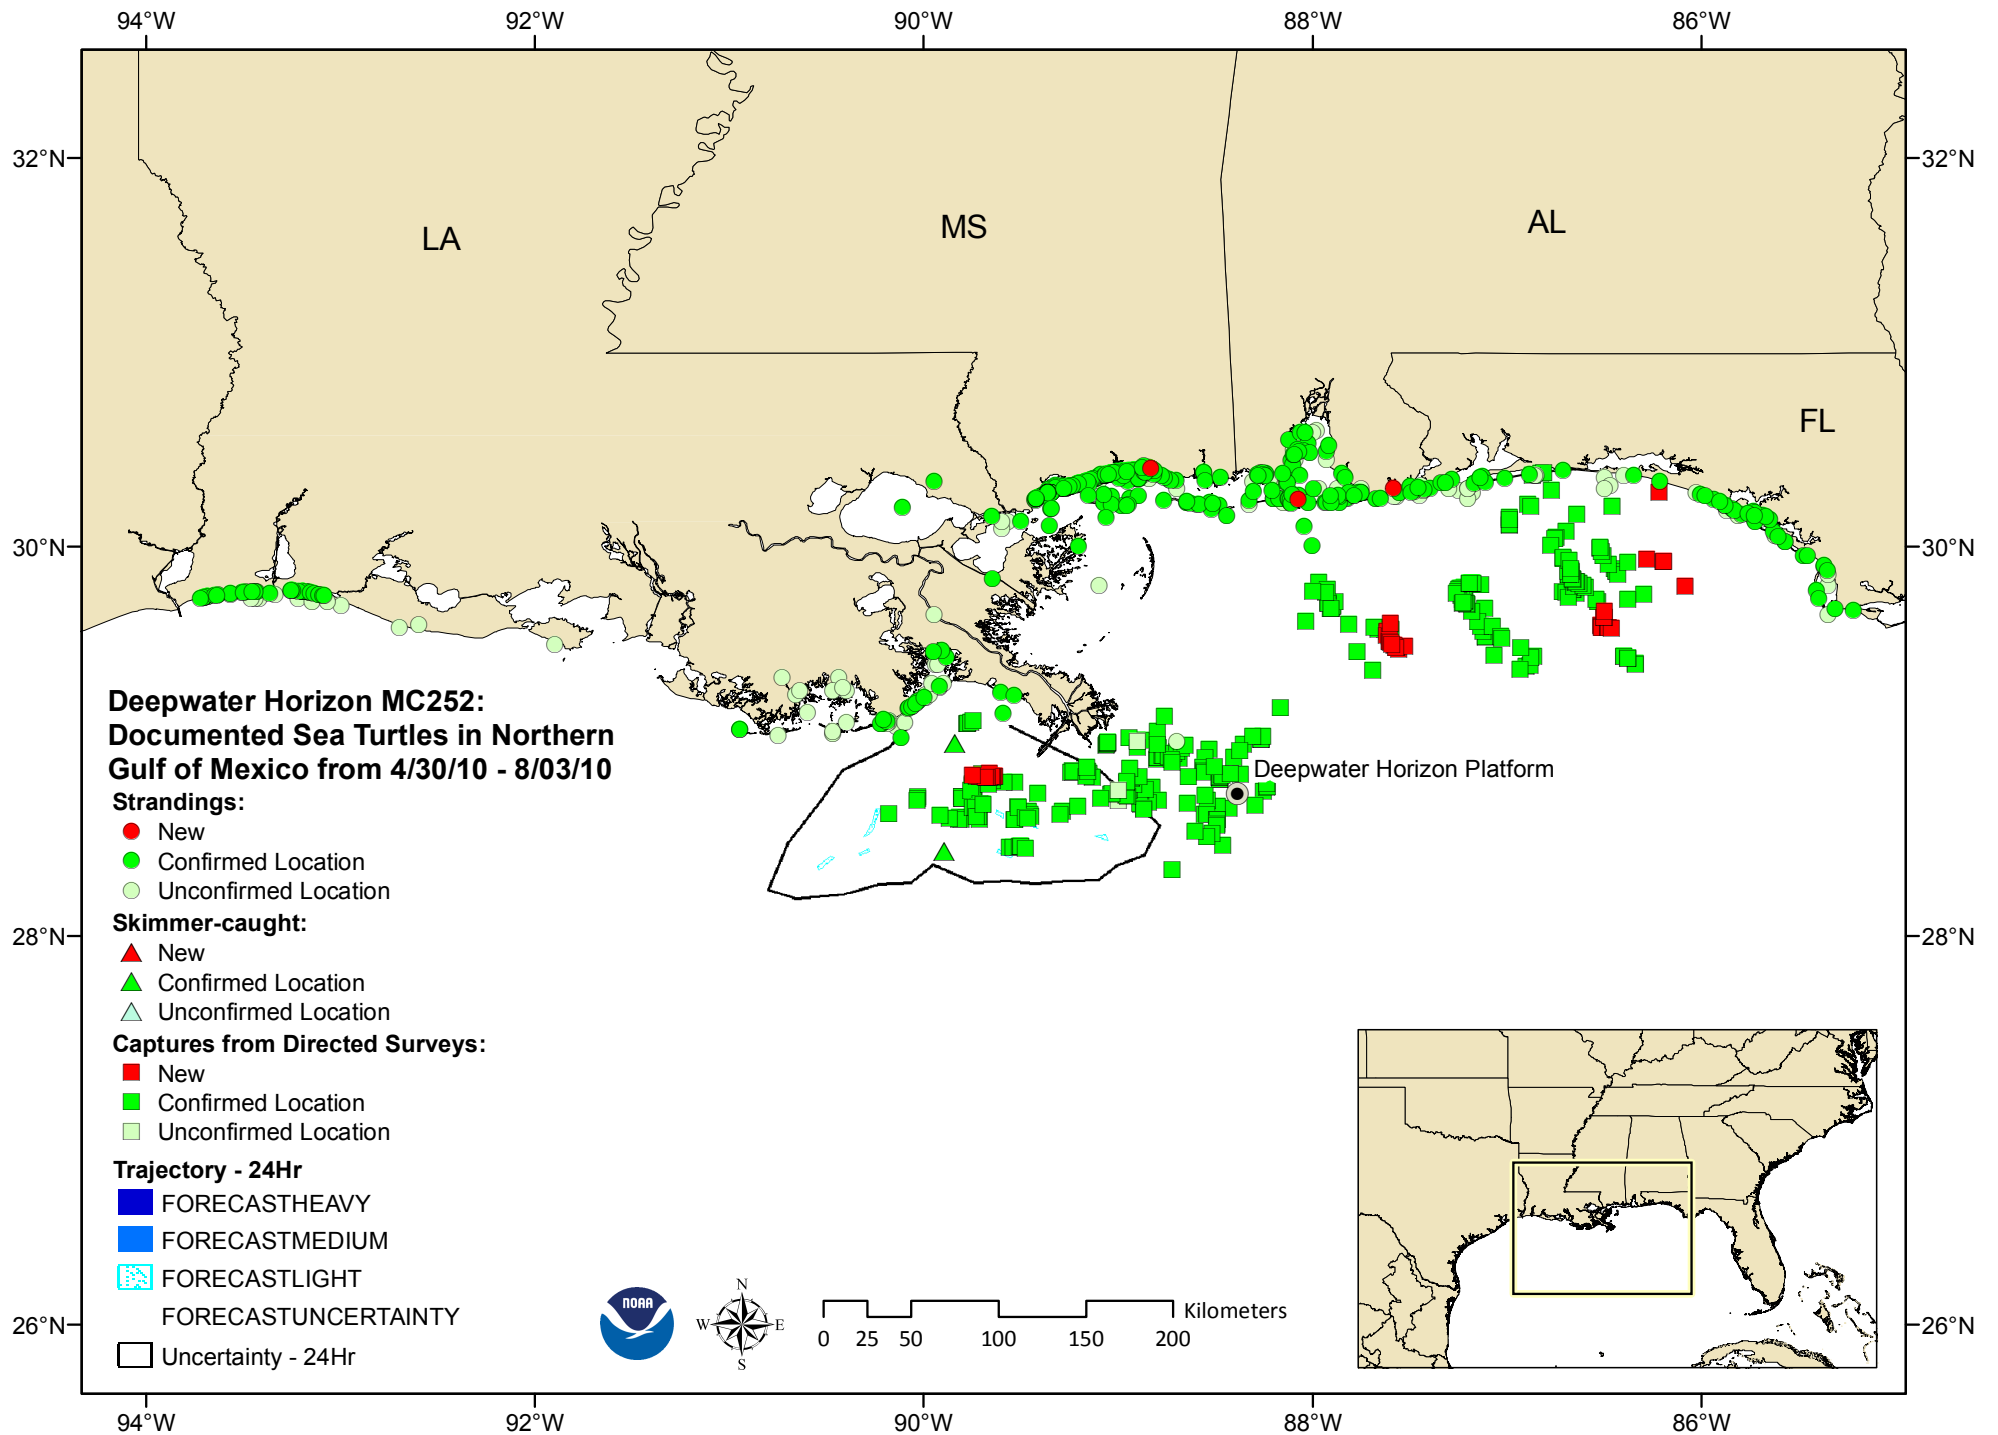 94°W 92°W 90°W 88°W 86°W
32°N 32°N
LA MS AL
FL
30°N 30°N
Deepwater Horizon MC252:
Documented Sea Turtles in Northern
Gulf of Mexico from 4/30/10 - 8/03/10
Deepwater Horizon Platform
Strandings:
New
Confirmed Location
Unconfirmed Location
Skimmer-caught:
28°N 28°N
New
Confirmed Location
Unconfirmed Location
Captures from Directed Surveys:
New
Confirmed Location
Unconfirmed Location
Trajectory - 24Hr
FORECASTHEAVY
FORECASTMEDIUM
FORECASTLIGHT
FORECASTUNCERTAINTY
Uncertainty - 24Hr
NOAA
N
W E
S
Kilometers
0 25 50 100 150 200
26°N 26°N
94°W 92°W 90°W 88°W 86°W